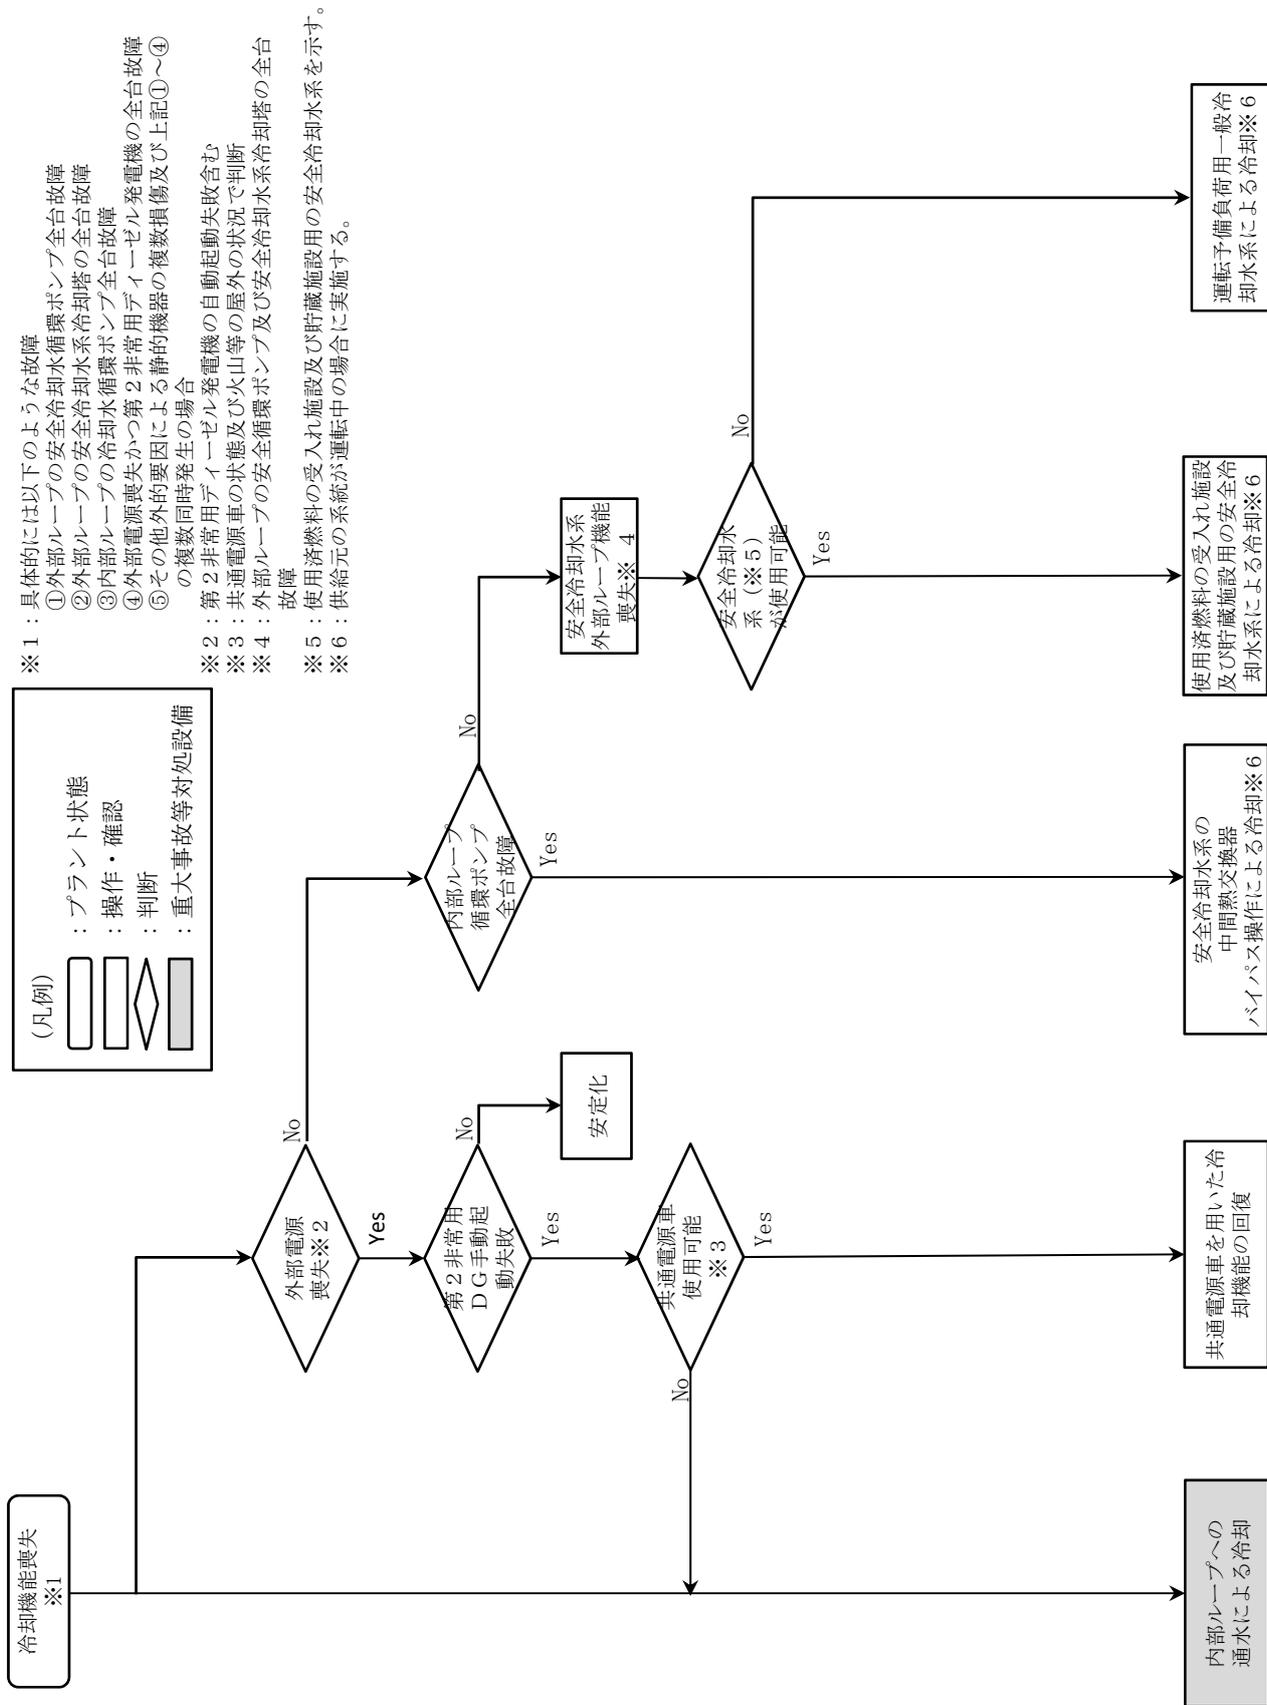 冷却機能喪失
※1
(凡例)
：プラント状態
：操作・確認
：判断
：重大事故等対処設備
※１：具体的には以下のような故障
①外部ループの安全冷却水循環ポンプ全台故障
②外部ループの安全冷却水系冷却塔の全台故障
③内部ループの冷却水循環ポンプ全台故障
④外部電源喪失かつ第２非常用ディーゼル発電機の全台故障
⑤その他外的要因による静的機器の複数損傷及び上記①～④
の複数同時発生の場合
※２：第２非常用ディーゼル発電機の自動起動失敗含む
※３：共通電源車の状態及び火山等の屋外の状況で判断
※４：外部ループの安全循環ポンプ及び安全冷却水系冷却塔の全台
故障
※５：使用済燃料の受入れ施設及び貯蔵施設用の安全冷却水系を示す。
※６：供給元の系統が運転中の場合に実施する。
外部電源
喪失※２
No
Yes
第２非常用
ＤＧ手動起
動失敗
No
Yes
安定化
共通電源車
使用可能
※３
No
Yes
内部ループ
循環ポンプ
全台故障
No
Yes
安全冷却水系
外部ループ機能
喪失※ ４
安全冷却水
系（※５）
が使用可能
No
Yes
内部ループへの
通水による冷却
共通電源車を用いた冷
却機能の回復
安全冷却水系の
中間熱交換器
バイパス操作による冷却※６
使用済燃料の受入れ施設
及び貯蔵施設用の安全冷
却水系による冷却※６
運転予備負荷用一般冷
却水系による冷却※６